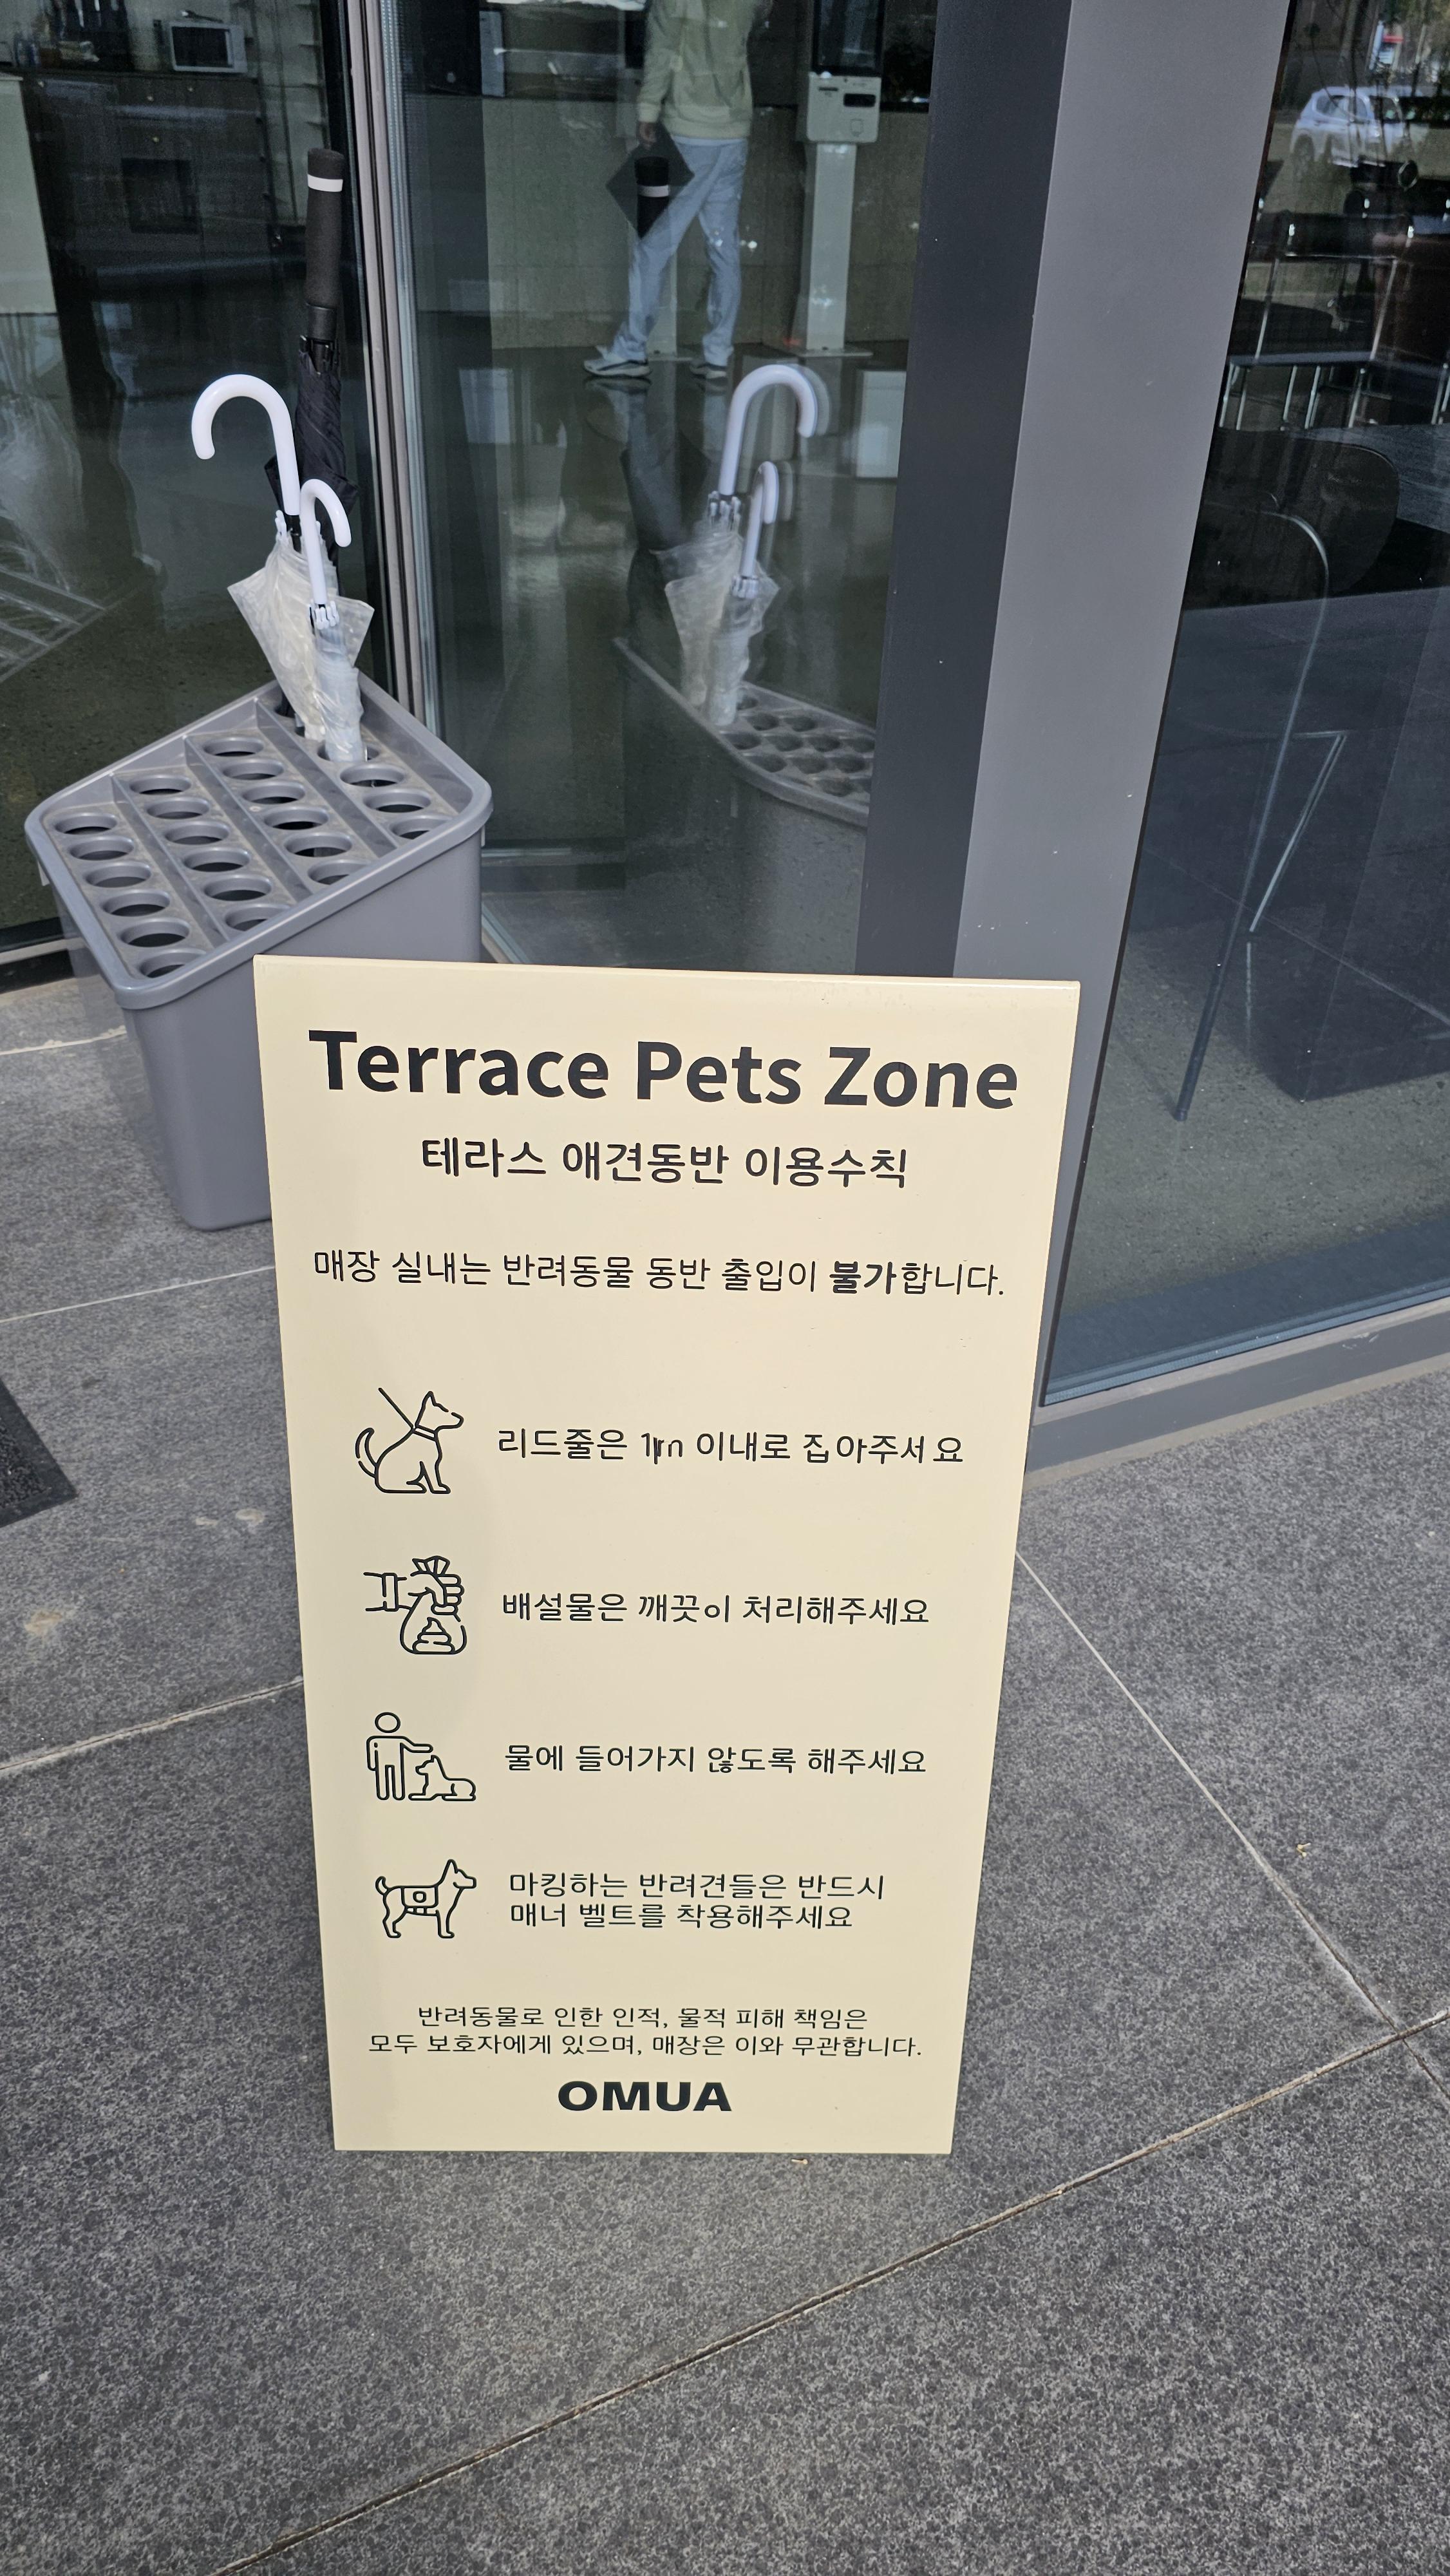 Terrace Pets Zone
테라스 애견동반 이용수칙
매장 실내는 반려동물 동반 출입이 불가합니다.
리드줄은 1m 이내로 집아주서요
배설물은 깨끗이 처리해주세요
물에 들어가지 않도록 해주세요
마킹하는 반려견들은 반드시
매너 벨트를 착용해주세요
반려동물로 인한 인적, 물적 피해 책임은
모두 보호자에게 있으며, 매장은 이와 무관합니다.
OMUA